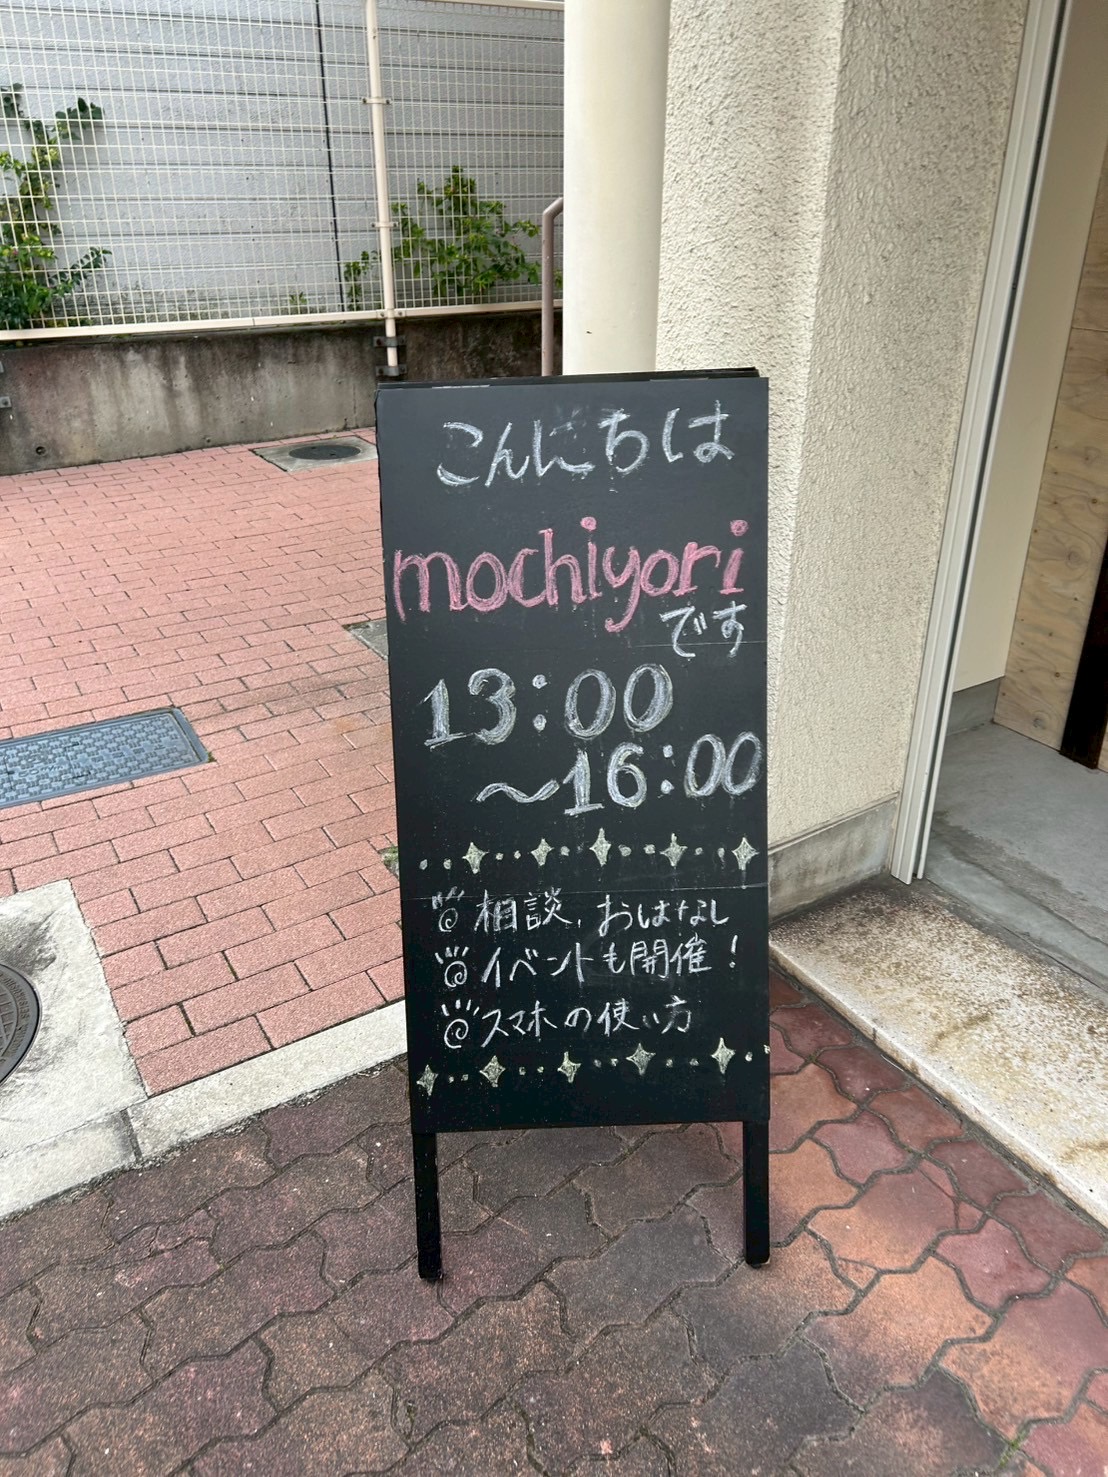 こんにちは
mochiyori
です
13:00
～16:00
相談、おはなし
イベントも開催!
スマホの使い方